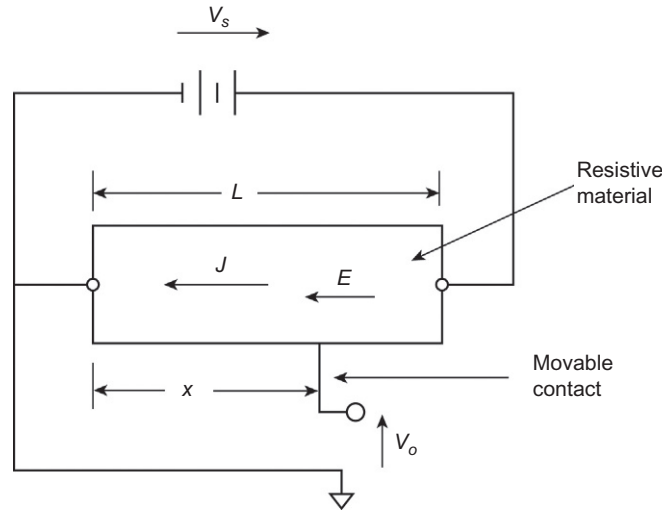 Vs
L
Resistive
material
J
E
x
Movable
contact
Vo